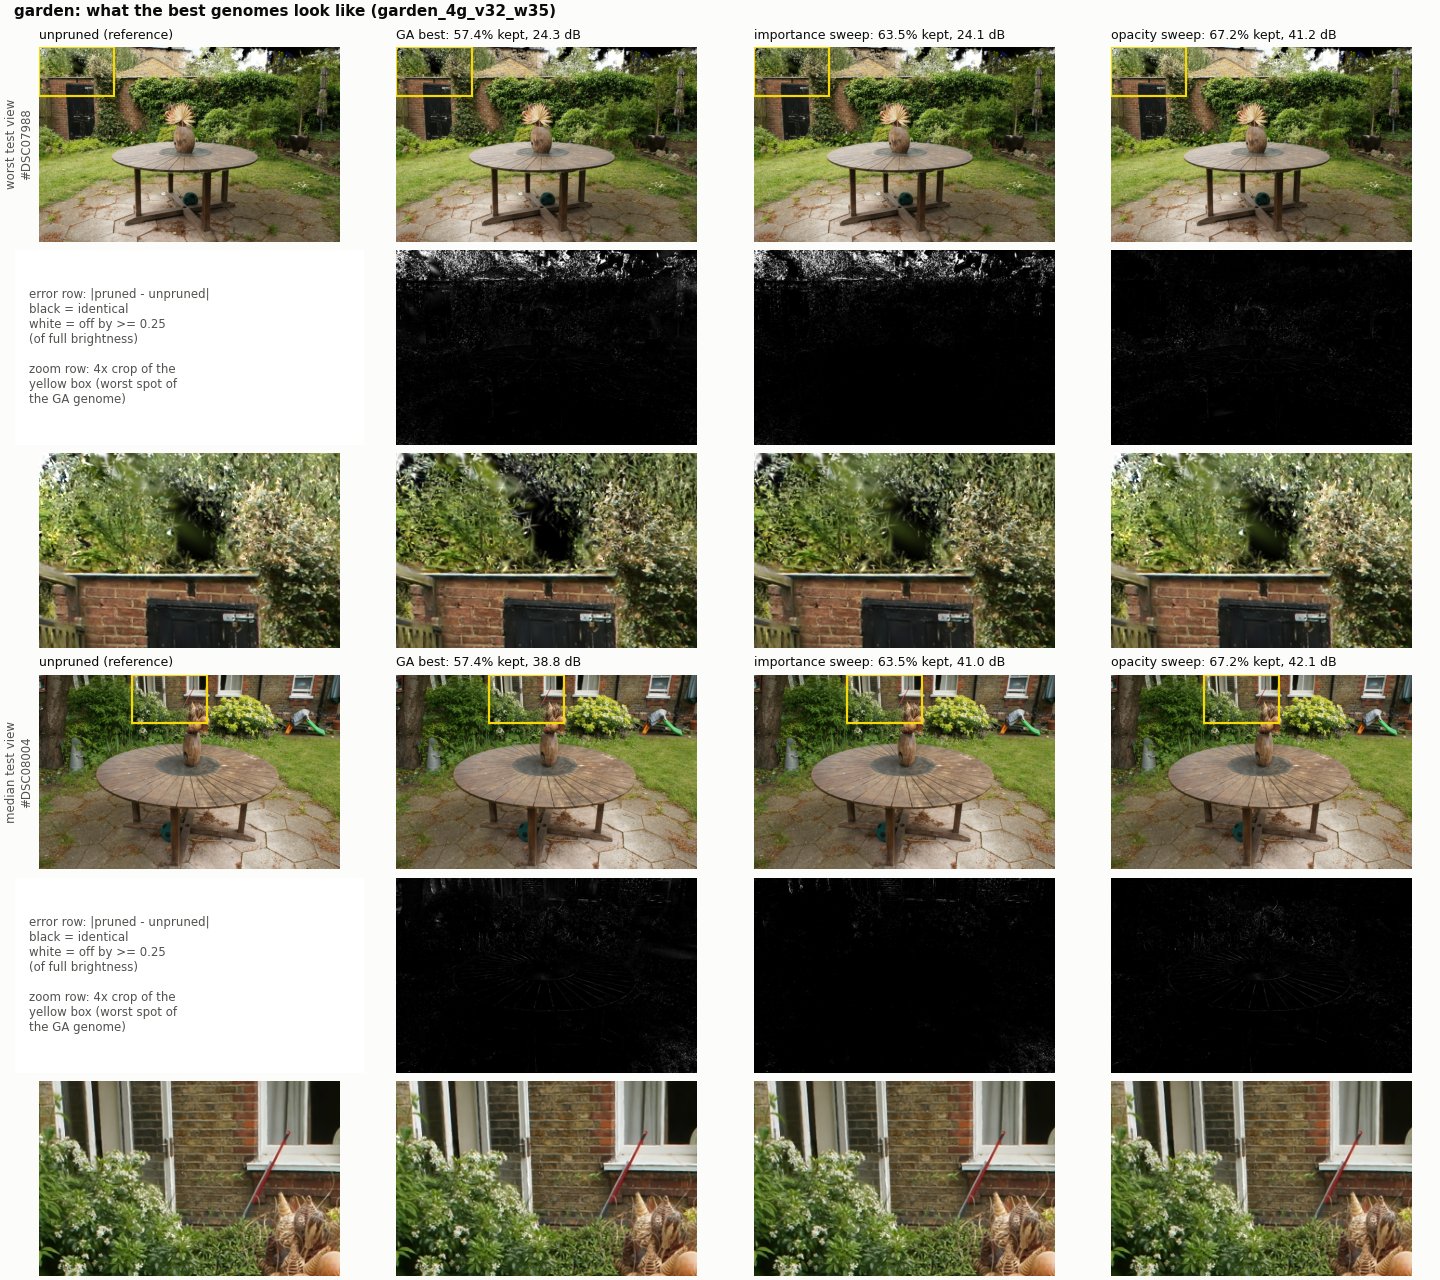 garden: what the best genomes look like (garden_4g_v32_w35)
unpruned (reference)
GA best: 57.4% kept, 24.3 dB
importance sweep: 63.5% kept, 24.1 dB
opacity sweep: 67.2% kept, 41.2 dB
worst test view
#DSC07988
error row: |pruned - unpruned|
black = identical
white = off by >= 0.25
(of full brightness)
zoom row: 4x crop of the
yellow box (worst spot of
the GA genome)
unpruned (reference)
GA best: 57.4% kept, 38.8 dB
importance sweep: 63.5% kept, 41.0 dB
opacity sweep: 67.2% kept, 42.1 dB
median test view
#DSC08004
error row: |pruned - unpruned|
black = identical
white = off by >= 0.25
(of full brightness)
zoom row: 4x crop of the
yellow box (worst spot of
the GA genome)